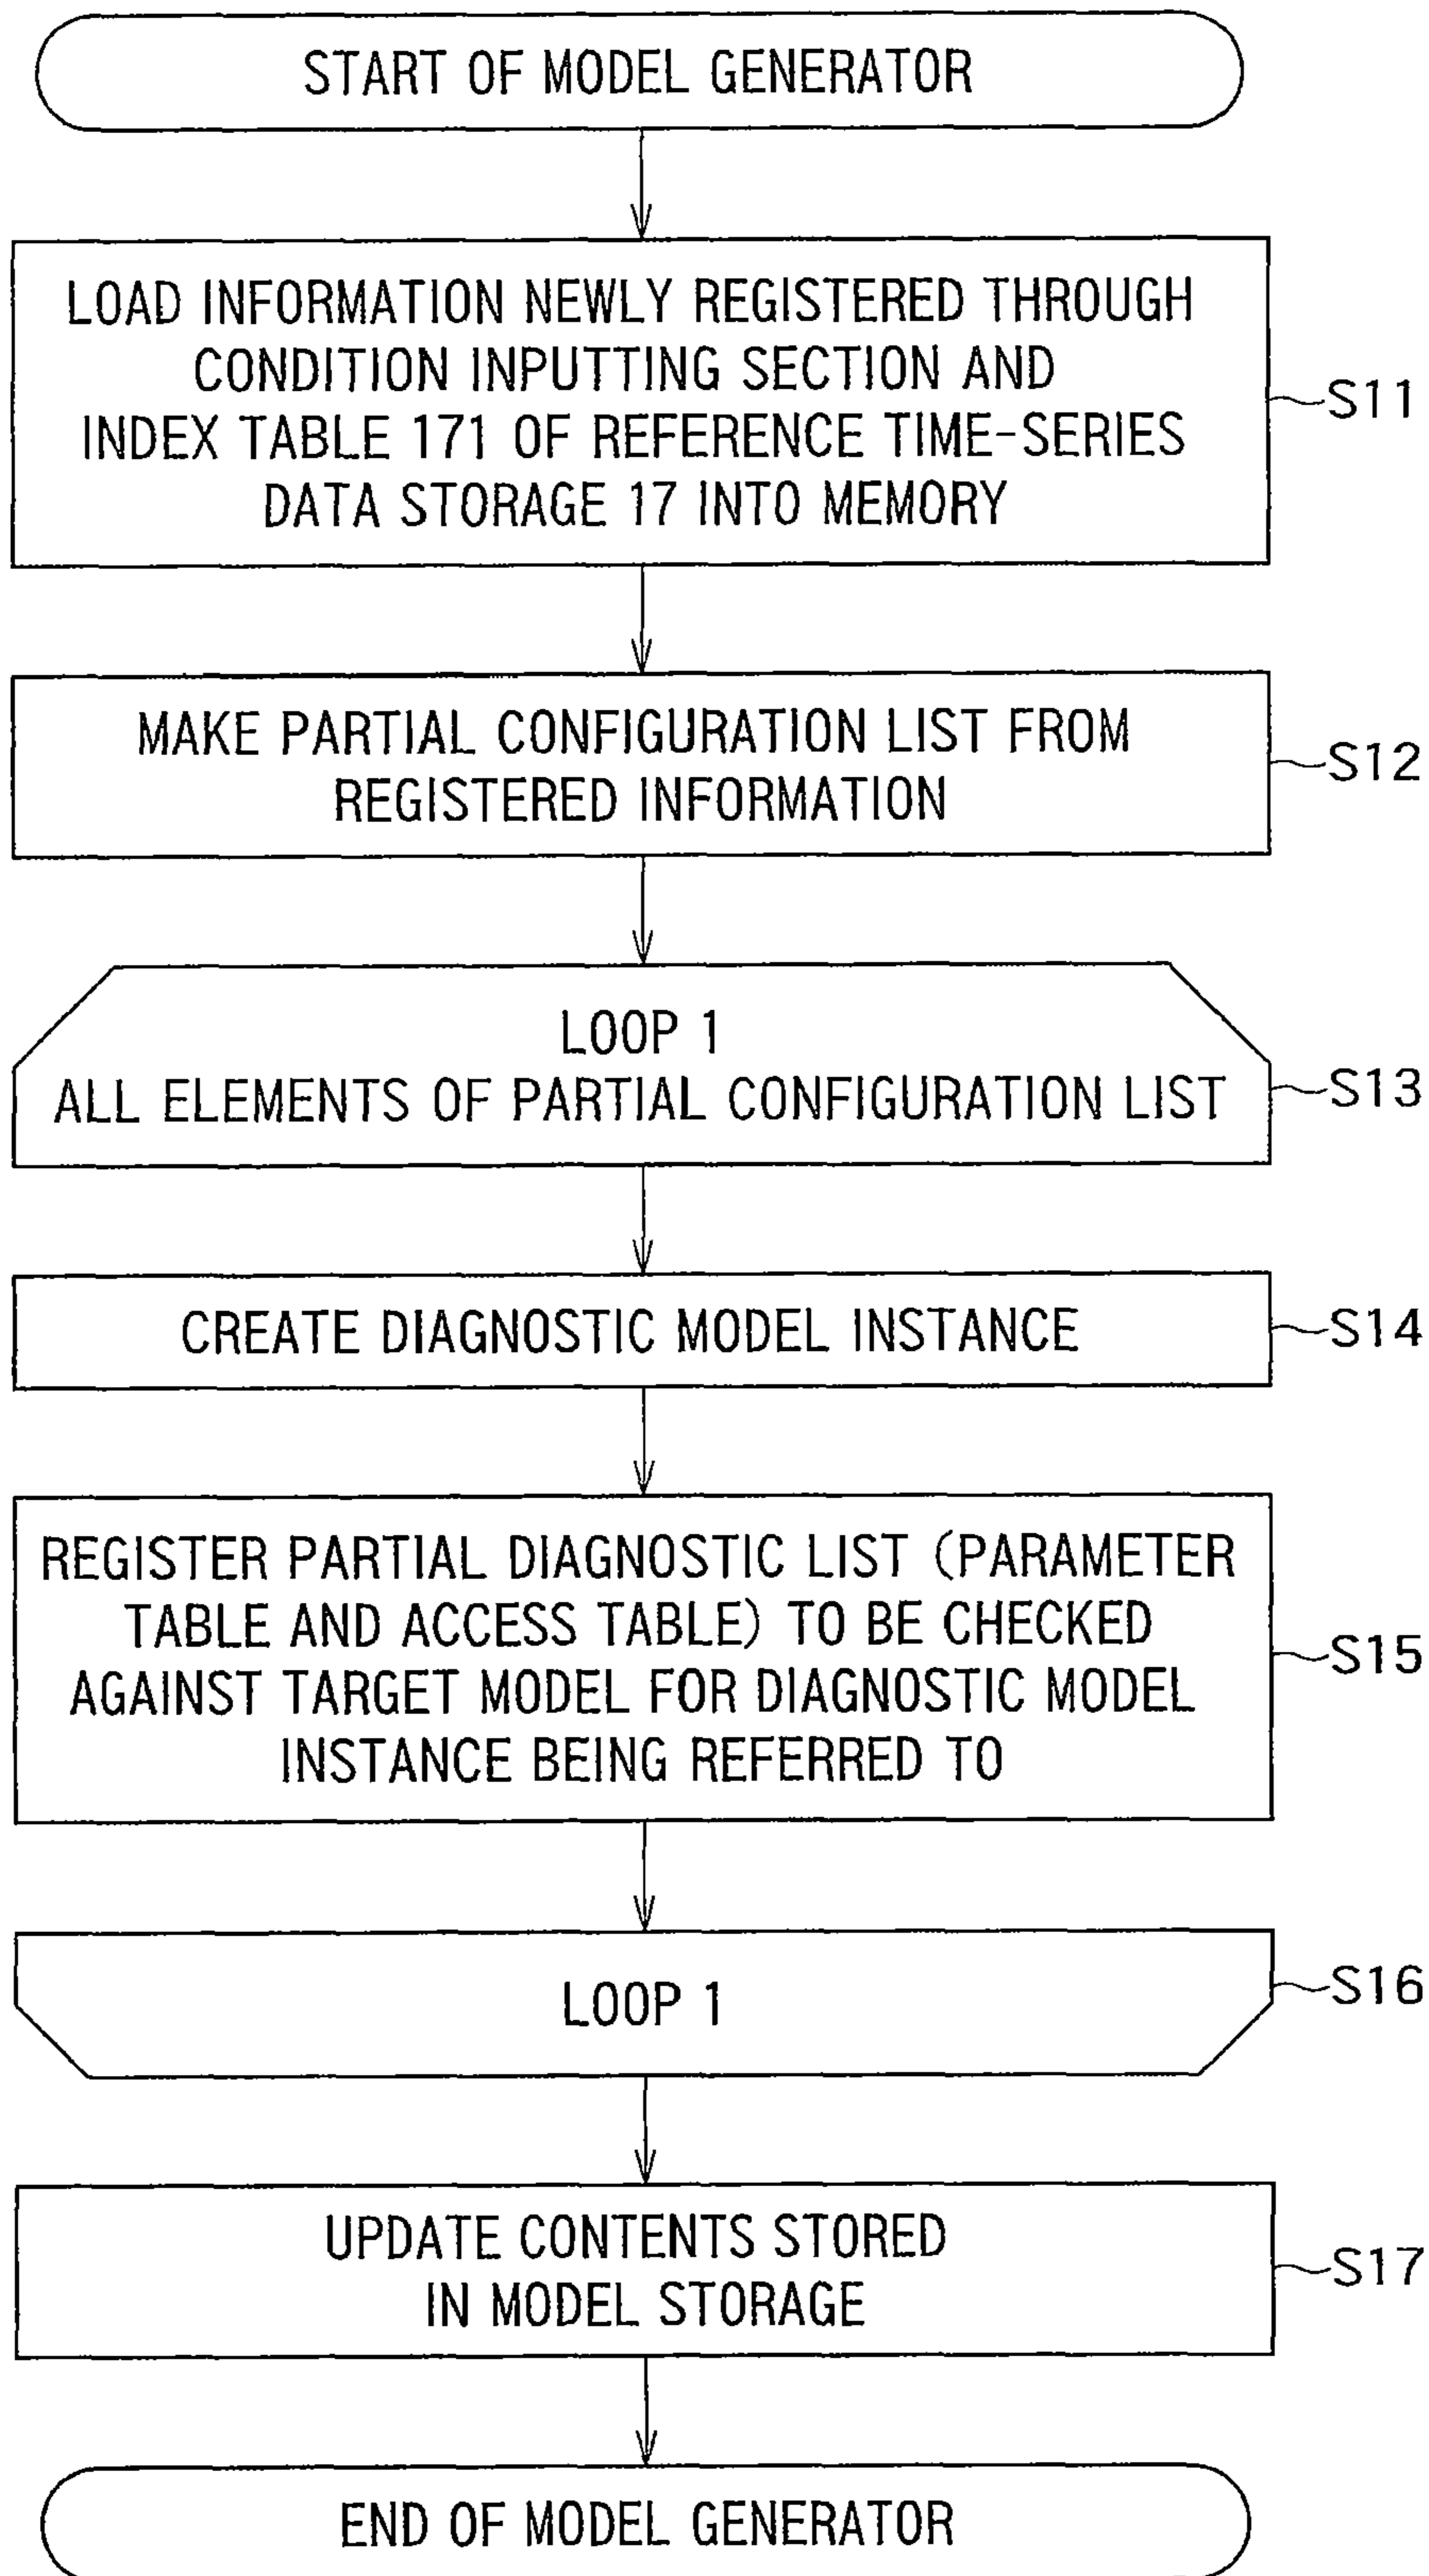 START OF MODEL GENERATOR
LOAD INFORMATION NEWLY REGISTERED THROUGH
CONDITION INPUTTING SECTION AND
INDEX TABLE 171 OF REFERENCE TIME-SERIES
DATA STORAGE 17 INTO MEMORY
S11
MAKE PARTIAL CONFIGURATION LIST FROM
REGISTERED INFORMATION
S12
LOOP 1
ALL ELEMENTS OF PARTIAL CONFIGURATION LIST
S13
CREATE DIAGNOSTIC MODEL INSTANCE
S14
REGISTER PARTIAL DIAGNOSTIC LIST (PARAMETER
TABLE AND ACCESS TABLE) TO BE CHECKED
AGAINST TARGET MODEL FOR DIAGNOSTIC MODEL
INSTANCE BEING REFERRED TO
S15
LOOP 1
S16
UPDATE CONTENTS STORED
IN MODEL STORAGE
S17
END OF MODEL GENERATOR